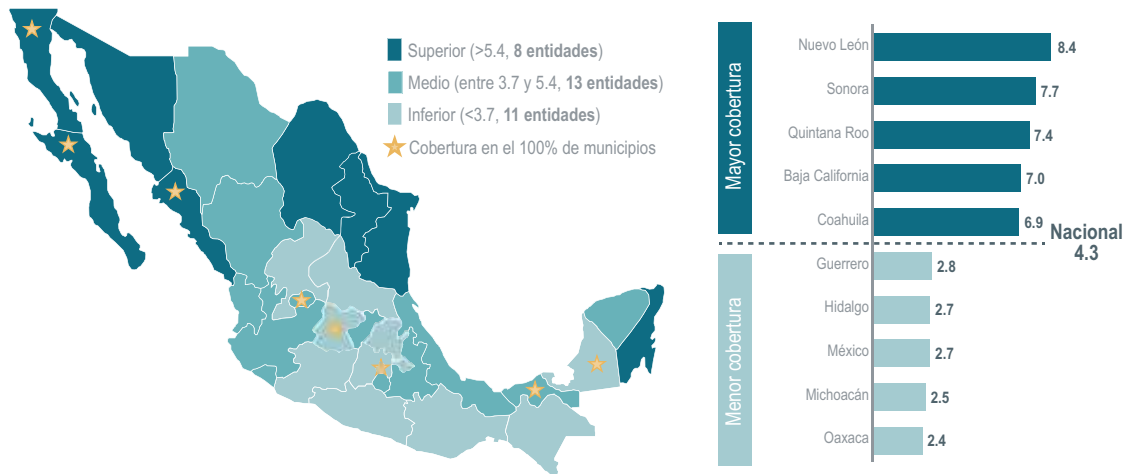 Superior (>5.4, 8 entidades)
Medio (entre 3.7 y 5.4, 13 entidades)
Inferior (<3.7, 11 entidades)
Cobertura en el 100% de municipios
Mayor cobertura
Nuevo León 8.4
Sonora 7.7
Quintana Roo 7.4
Baja California 7.0
Coahuila 6.9
Nacional
4.3
Menor cobertura
Guerrero 2.8
Hidalgo 2.7
México 2.7
Michoacán 2.5
Oaxaca 2.4